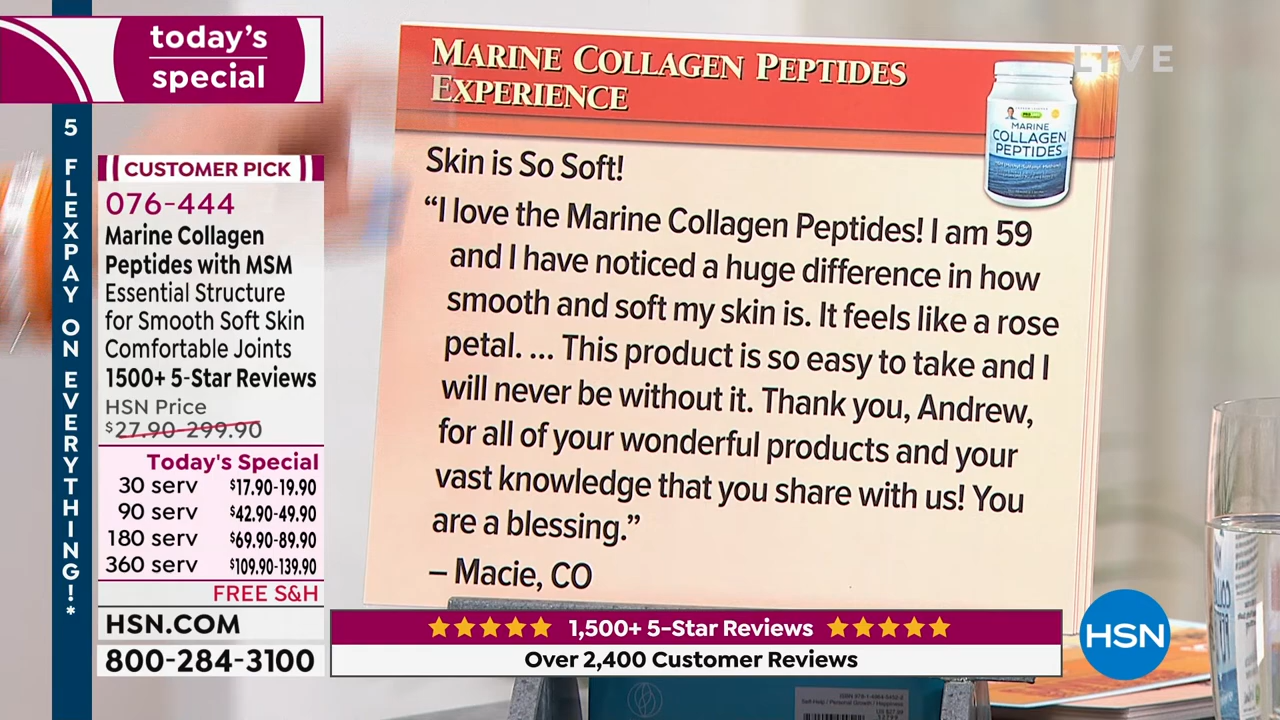 today's
special
5 FLEXPAY ON EVERYTHING!*
CUSTOMER PICK
076-444
Marine Collagen
Peptides with MSM
Essential Structure
for Smooth Soft Skin
Comfortable Joints
1500+ 5-Star Reviews
HSN Price
$27.90-299.90
Today's Special
30 serv $17.90-19.90
90 serv $42.90-49.90
180 serv $69.90-89.90
360 serv $109.90-139.90
FREE S&H
HSN.COM
800-284-3100
LIVE
MARINE COLLAGEN PEPTIDES
EXPERIENCE
MARINE
COLLAGEN
PEPTIDES
Skin is So Soft!
“I love the Marine Collagen Peptides! I am 59
and I have noticed a huge difference in how
smooth and soft my skin is. It feels like a rose
petal. ... This product is so easy to take and I
will never be without it. Thank you, Andrew,
for all of your wonderful products and your
vast knowledge that you share with us! You
are a blessing.”
– Macie, CO
1,500+ 5-Star Reviews
Over 2,400 Customer Reviews
HSN
Self-Help / Personal Growth / Happiness